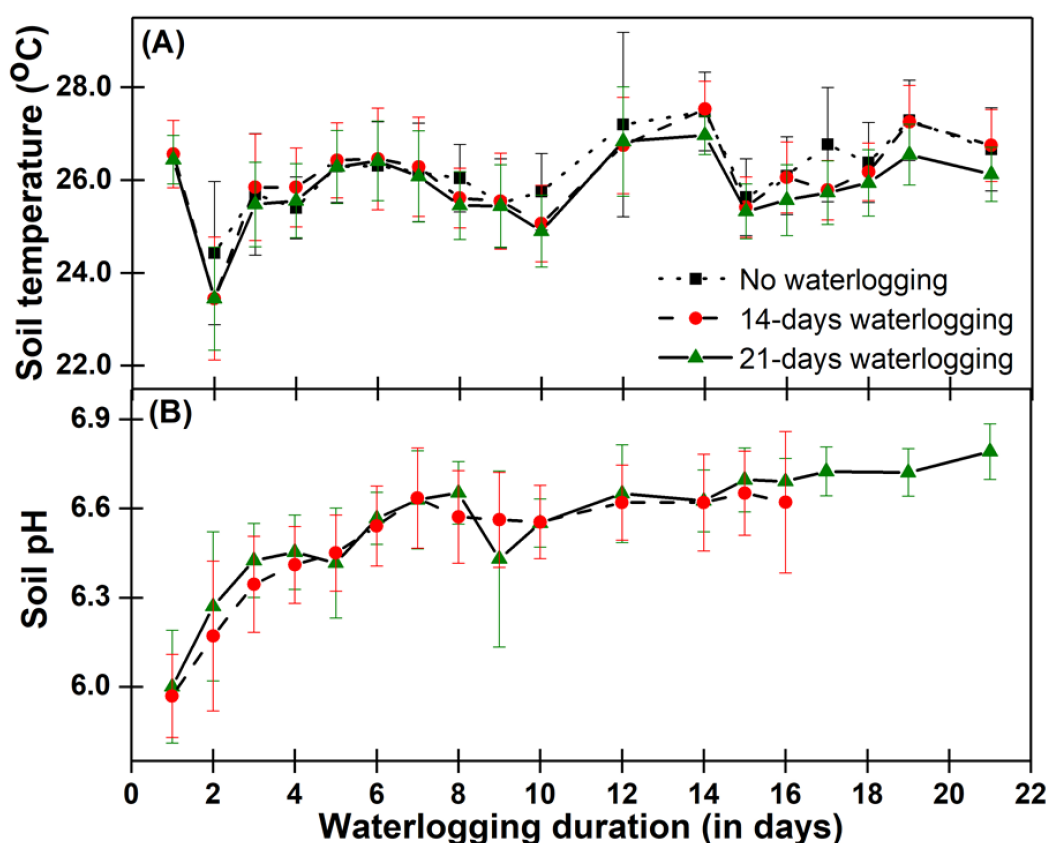 (A)
Soil temperature (°C)
28.0
26.0
24.0
22.0
No waterlogging
14-days waterlogging
21-days waterlogging
(B)
Soil pH
6.9
6.6
6.3
6.0
0 2 4 6 8 10 12 14 16 18 20 22
Waterlogging duration (in days)